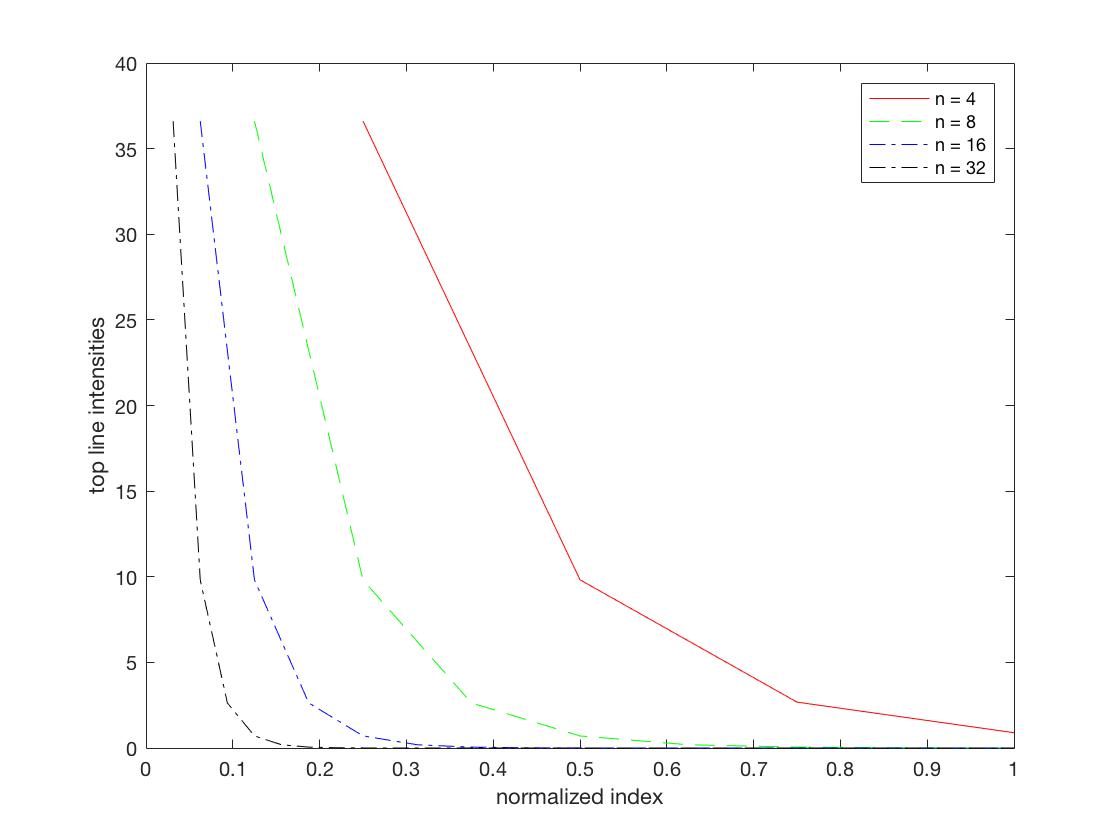 40
35
30
25
20
15
10
5
0
top line intensities
0 0.1 0.2 0.3 0.4 0.5 0.6 0.7 0.8 0.9 1
normalized index
n = 4
n = 8
n = 16
n = 32